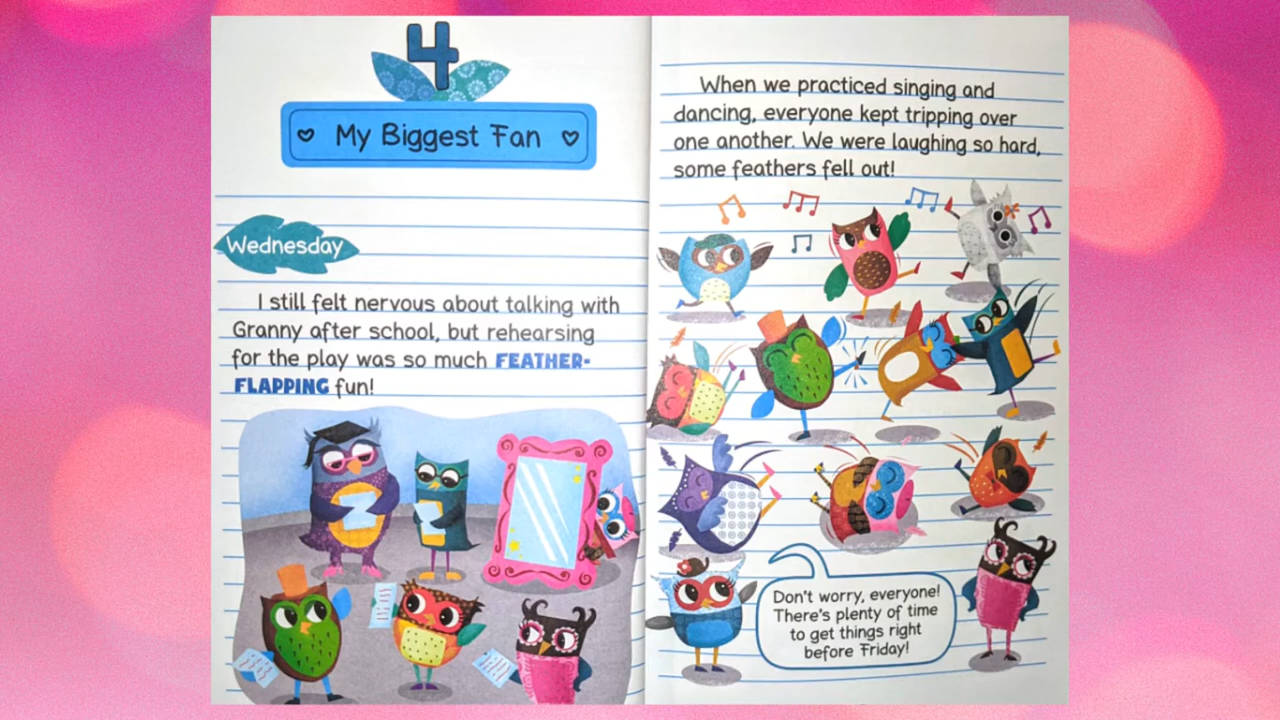 4
My Biggest Fan
Wednesday
I still felt nervous about talking with
Granny after school, but rehearsing
for the play was so much FEATHER-
FLAPPING fun!
When we practiced singing and
dancing, everyone kept tripping over
one another. We were laughing so hard,
some feathers fell out!
Don't worry, everyone!
There's plenty of time
to get things right
before Friday!